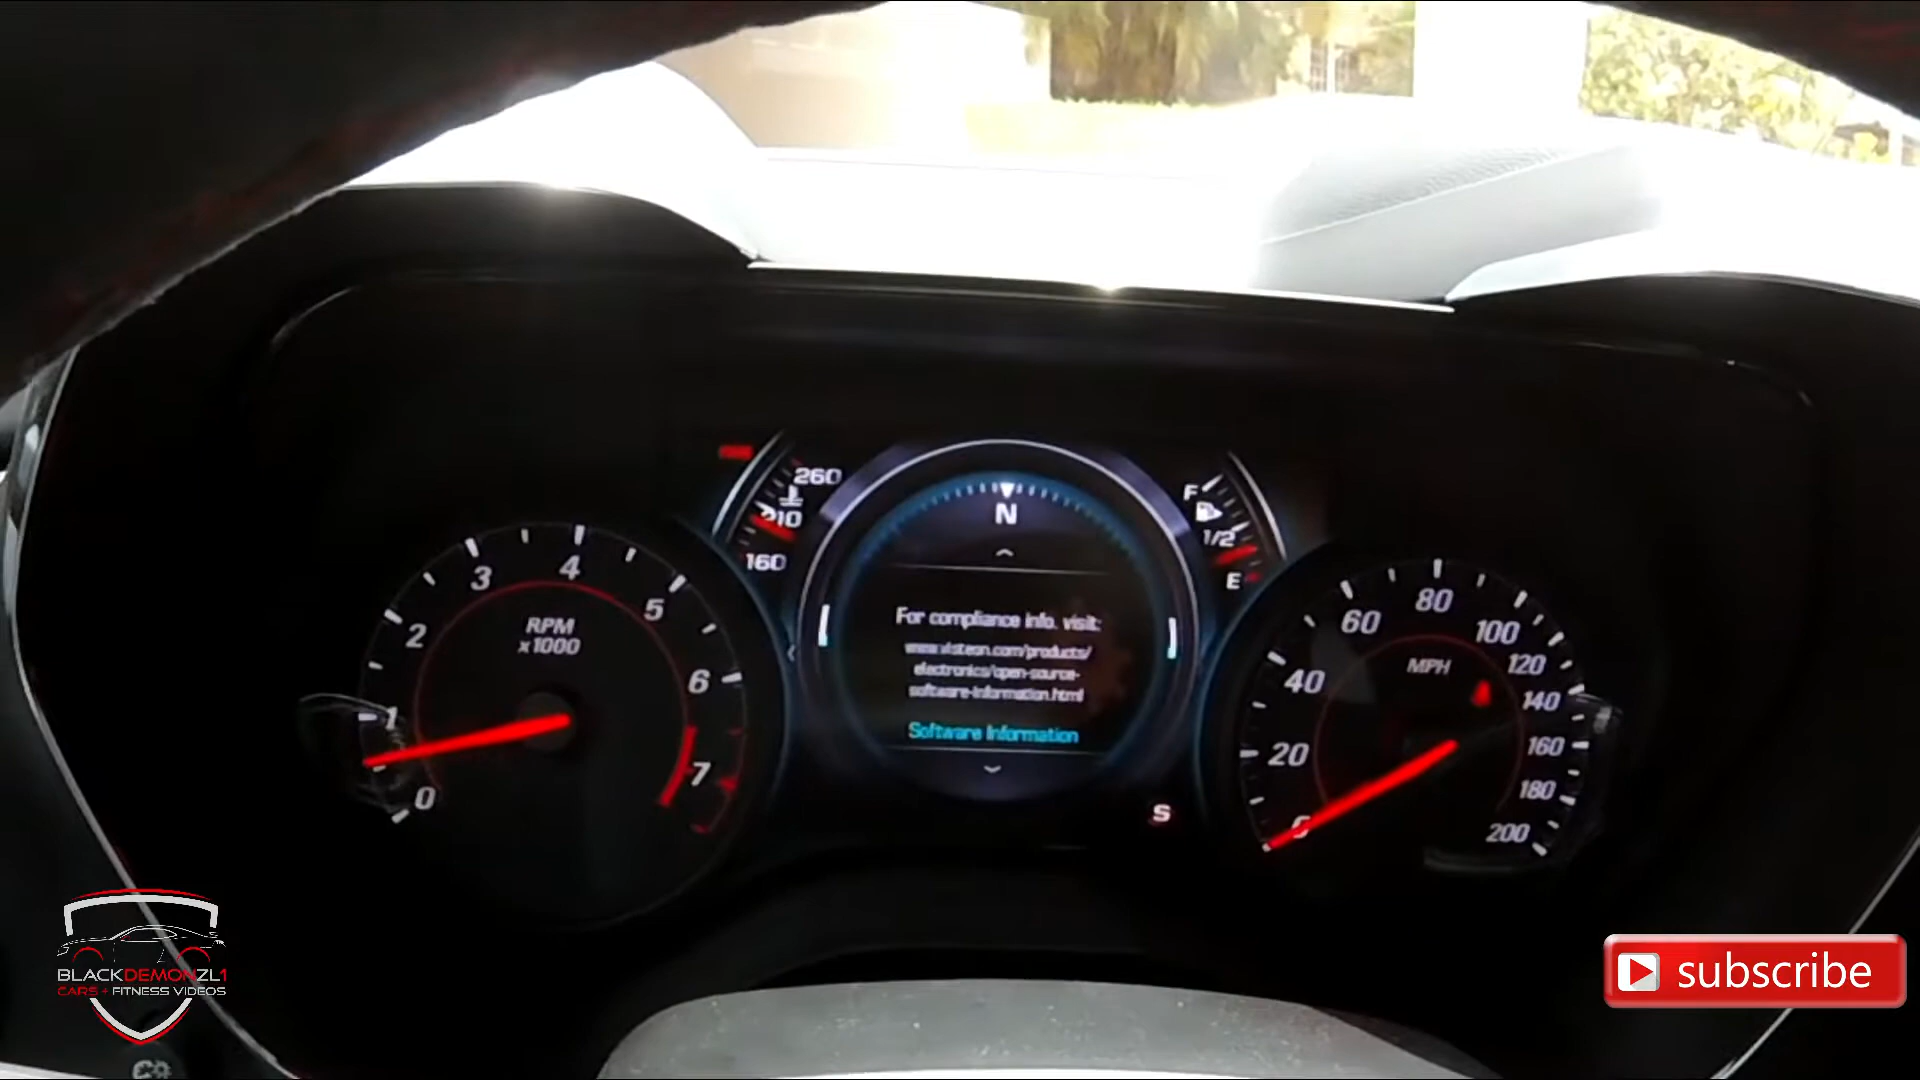 260
210
160
N
F
1/2
E
For compliance info. visit:
www.visteon.com/products/
electronics/open-source-
software-information.html
Software Information
0
1
2
3
4
5
6
7
RPM
x1000
S
0
20
40
60
80
100
120
140
160
180
200
MPH
BLACKDEMONZL1
CARS + FITNESS VIDEOS
subscribe